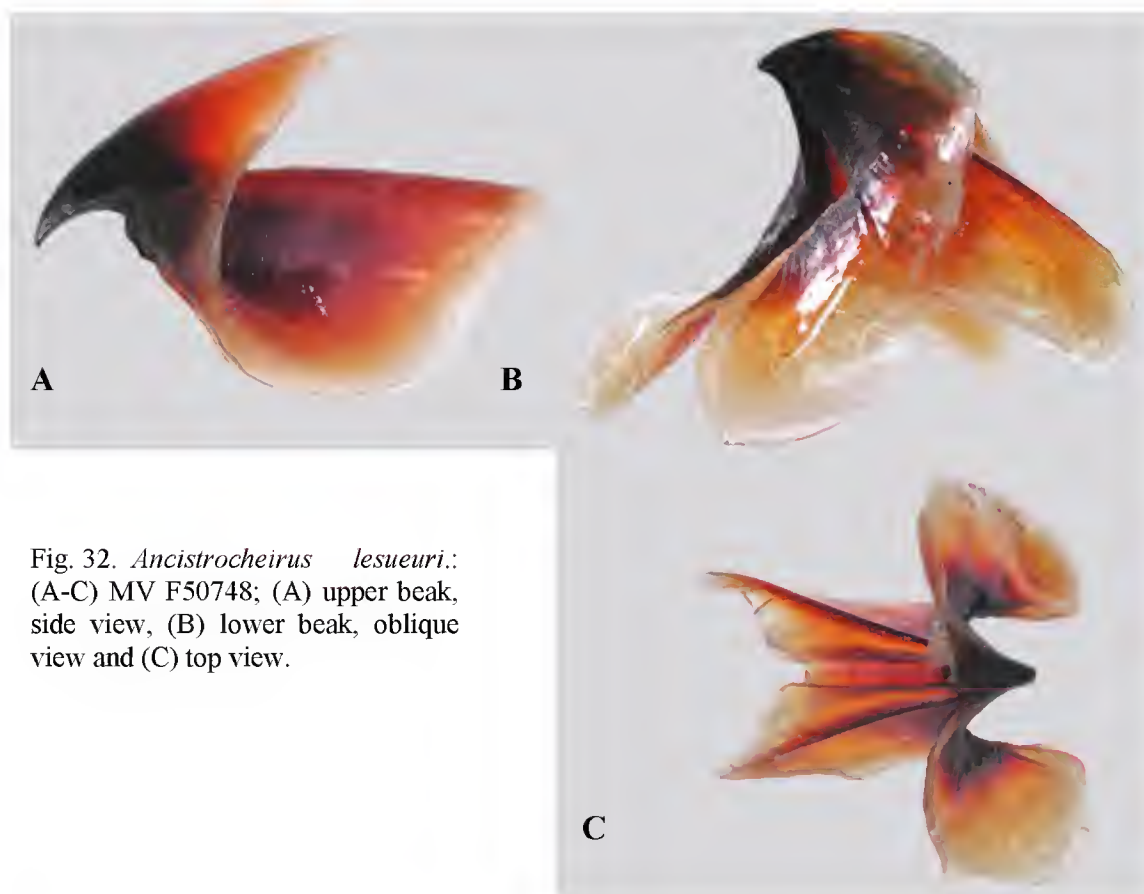 A
B
Fig. 32. Ancistrocheirus lesueuri.:
(A-C) MV F50748; (A) upper beak,
side view, (B) lower beak, oblique
view and (C) top view.
C